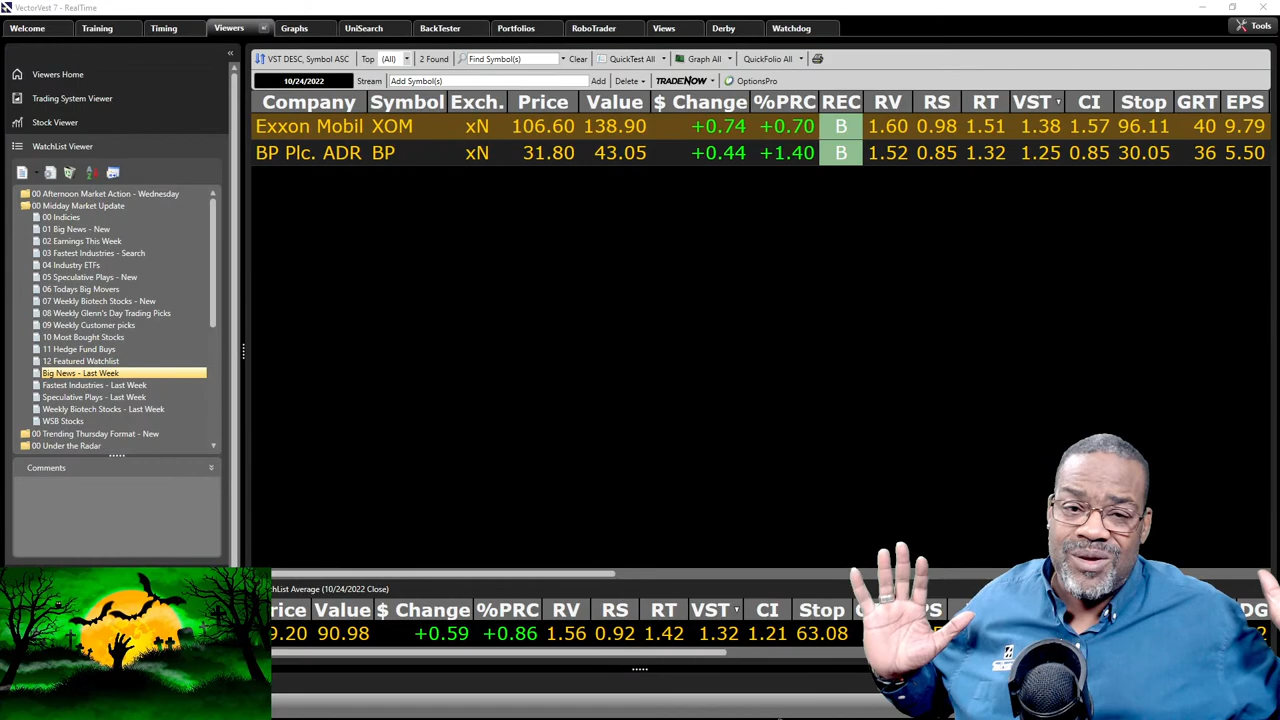 VectorVest 7 - RealTime
Welcome Training Timing Viewers Graphs UniSearch BackTester Portfolios RoboTrader Views Derby Watchdog Tools
VST DESC, Symbol ASC Top (All) 2 Found Find Symbol(s) Clear QuickTest All Graph All QuickFolio All
10/24/2022 Stream Add Symbol(s) Add Delete TRADENOW OptionsPro
Company Symbol Exch. Price Value $ Change %PRC REC RV RS RT VST CI Stop GRT EPS
Exxon Mobil XOM xN 106.60 138.90 +0.74 +0.70 B 1.60 0.98 1.51 1.38 1.57 96.11 40 9.79
BP Plc. ADR BP xN 31.80 43.05 +0.44 +1.40 B 1.52 0.85 1.32 1.25 0.85 30.05 36 5.50
Viewers Home
Trading System Viewer
Stock Viewer
WatchList Viewer
00 Afternoon Market Action - Wednesday
00 Midday Market Update
00 Indicies
01 Big News - New
02 Earnings This Week
03 Fastest Industries - Search
04 Industry ETFs
05 Speculative Plays - New
06 Todays Big Movers
07 Weekly Biotech Stocks - New
08 Weekly Glenn's Day Trading Picks
09 Weekly Customer picks
10 Most Bought Stocks
11 Hedge Fund Buys
12 Featured Watchlist
Big News - Last Week
Fastest Industries - Last Week
Speculative Plays - Last Week
Weekly Biotech Stocks - Last Week
WSB Stocks
00 Trending Thursday Format - New
00 Under the Radar
Comments
hList Average (10/24/2022 Close)
rice Value $ Change %PRC RV RS RT VST CI Stop
9.20 90.98 +0.59 +0.86 1.56 0.92 1.42 1.32 1.21 63.08